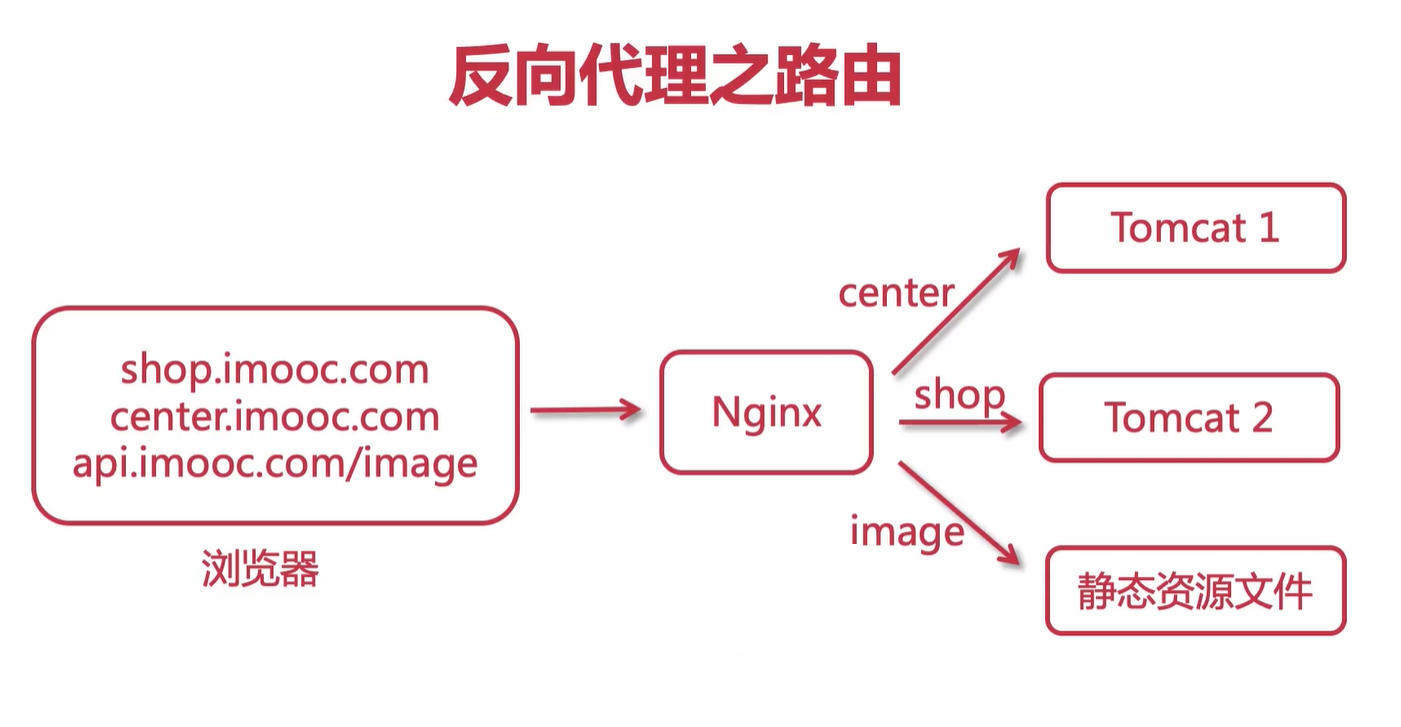 反向代理之路由
shop.imooc.com
center.imooc.com
api.imooc.com/image
浏览器
Nginx
center
shop
image
Tomcat 1
Tomcat 2
静态资源文件